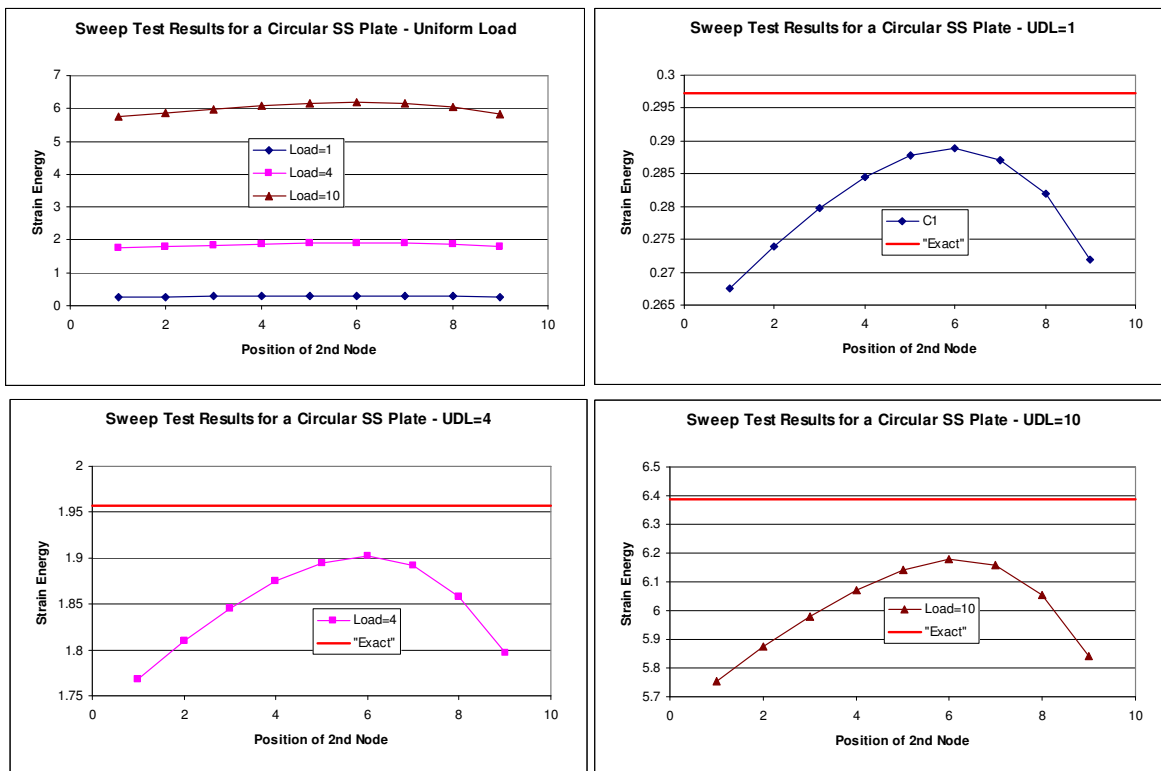 Sweep Test Results for a Circular SS Plate - Uniform Load
7
6
5
4
3
2
1
0
Strain Energy
Load=1
Load=4
Load=10
0 2 4 6 8 10
Position of 2nd Node
Sweep Test Results for a Circular SS Plate - UDL=1
0.3
0.295
0.29
0.285
0.28
0.275
0.27
0.265
Strain Energy
C1
"Exact"
0 2 4 6 8 10
Position of 2nd Node
Sweep Test Results for a Circular SS Plate - UDL=4
2
1.95
1.9
1.85
1.8
1.75
Strain Energy
Load=4
"Exact"
0 2 4 6 8 10
Position of 2nd Node
Sweep Test Results for a Circular SS Plate - UDL=10
6.5
6.4
6.3
6.2
6.1
6
5.9
5.8
5.7
Strain Energy
Load=10
"Exact"
0 2 4 6 8 10
Position of 2nd Node